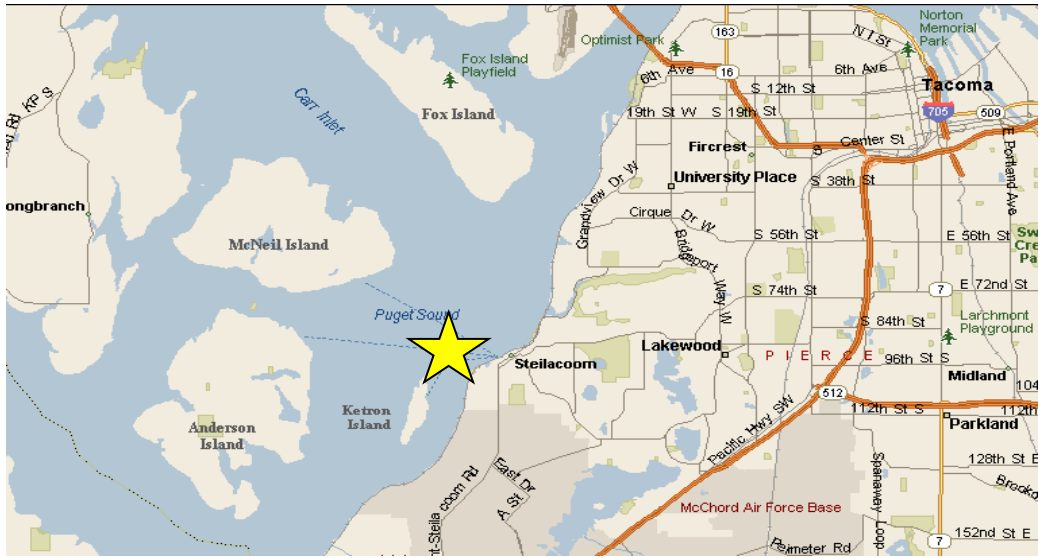 Norton
Memorial
Park
163
Optimist Park
N I St
Fox Island
Playfield
6th Ave
16
6th Ave
Tacoma
S 12th St
705
509
Carr Inlet
Fox Island
19th St W
S 19th St
Center St
Fircrest
University Place
S 38th St
E Portland Ave
KP S
ongbranch
Grandview Dr W
Cirque Dr W
Bridgeport Way W
S 56th St
E 56th St
McNeil Island
S 74th St
7
E 72nd St
Puget Sound
S 84th St
Larchmont
Playground
Lakewood
PIERCE
96th St S
Steilacoom
Midland
512
104
112th St S
112th
Ketron
Island
Parkland
Anderson
Island
Pacific Hwy SW
128th St E
East Dr
A St
coom Rd
McChord Air Force Base
Spanaway Loop
152nd St E
7